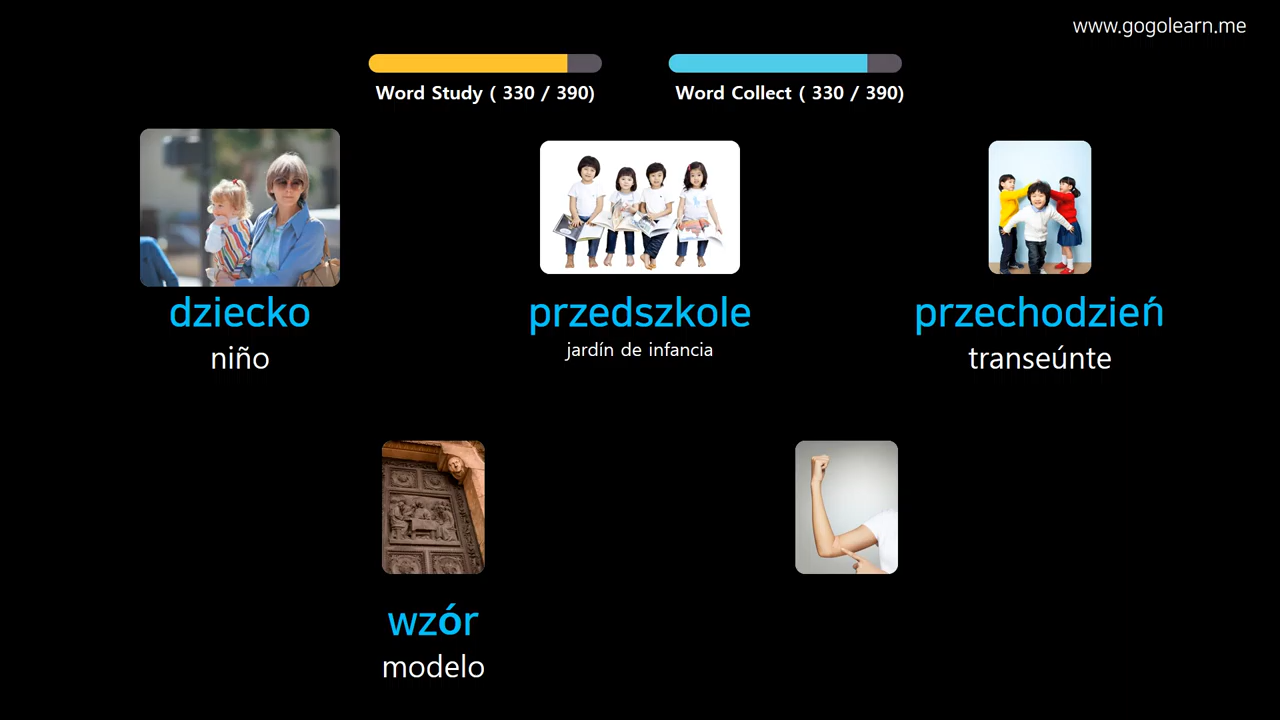 www.gogolearn.me
Word Study ( 330 / 390)
Word Collect ( 330 / 390)
dziecko
niño
przedszkole
jardín de infancia
przechodzień
transeúnte
wzór
modelo